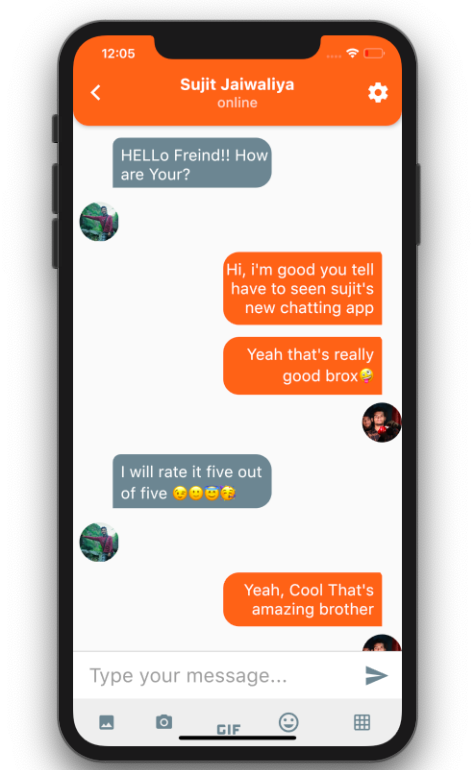 12:05
Sujit Jaiwaliya
online
HELLo Freind!! How
are Your?
Hi, i'm good you tell
have to seen sujit's
new chatting app
Yeah that's really
good brox🤪
I will rate it five out
of five 😉🙂😇🥳
Yeah, Cool That's
amazing brother
Type your message...
GIF